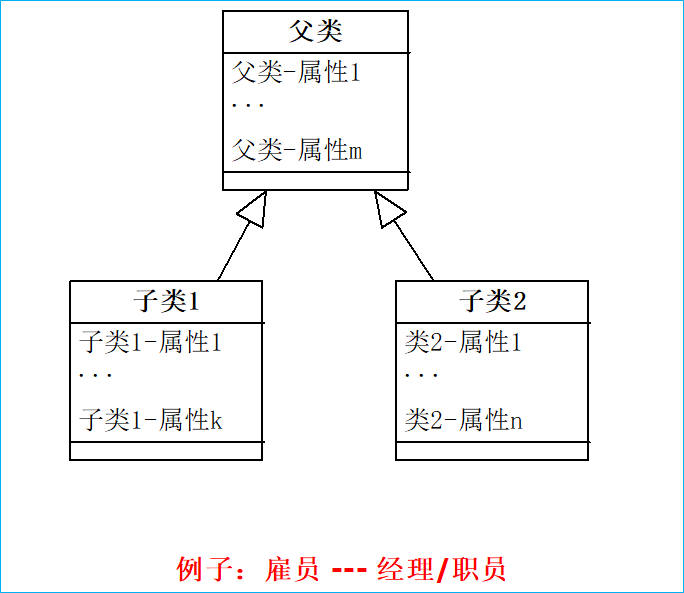 父类
父类-属性1
...
父类-属性m
子类1
子类1-属性1
...
子类1-属性k
子类2
类2-属性1
...
类2-属性n
例子：雇员 --- 经理/职员